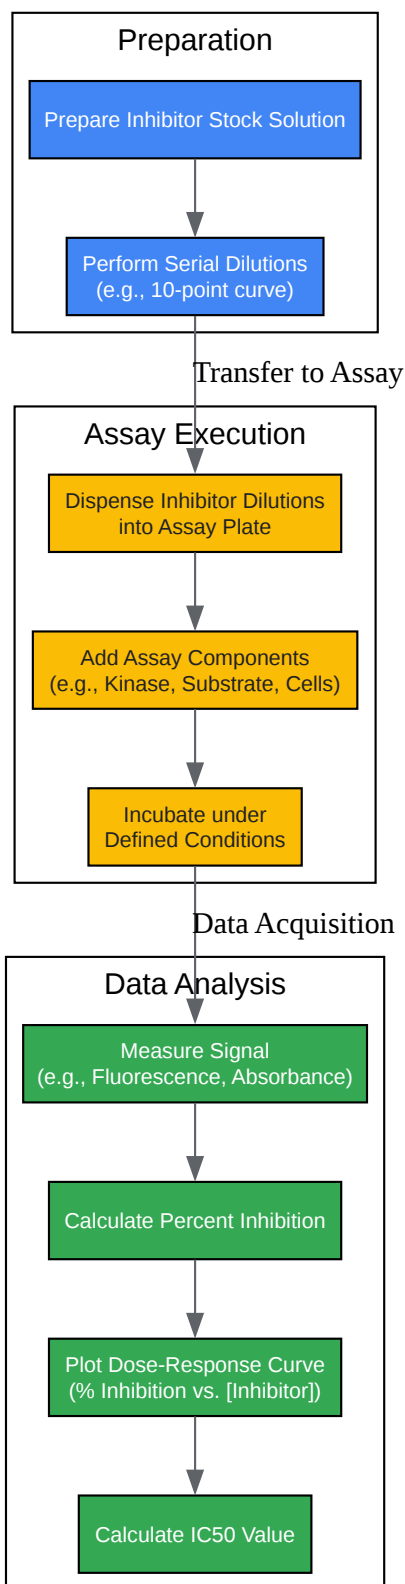 Preparation
Prepare Inhibitor Stock Solution
Perform Serial Dilutions
(e.g., 10-point curve)
Transfer to Assay
Assay Execution
Dispense Inhibitor Dilutions
into Assay Plate
Add Assay Components
(e.g., Kinase, Substrate, Cells)
Incubate under
Defined Conditions
Data Acquisition
Data Analysis
Measure Signal
(e.g., Fluorescence, Absorbance)
Calculate Percent Inhibition
Plot Dose-Response Curve
(% Inhibition vs. [Inhibitor])
Calculate IC50 Value